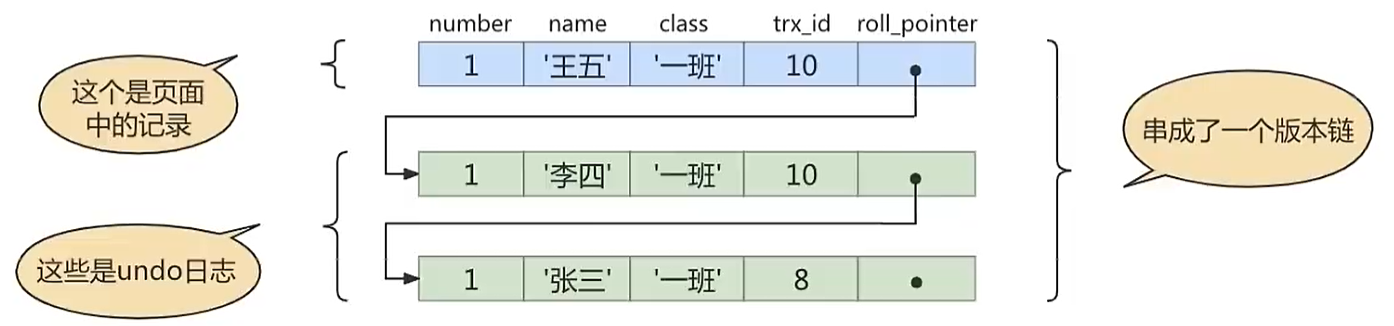 number name class trx_id roll_pointer
1 '王五' '一班' 10
这个是页面
中的记录
串成了一个版本链
1 '李四' '一班' 10
这些是undo日志
1 '张三' '一班' 8